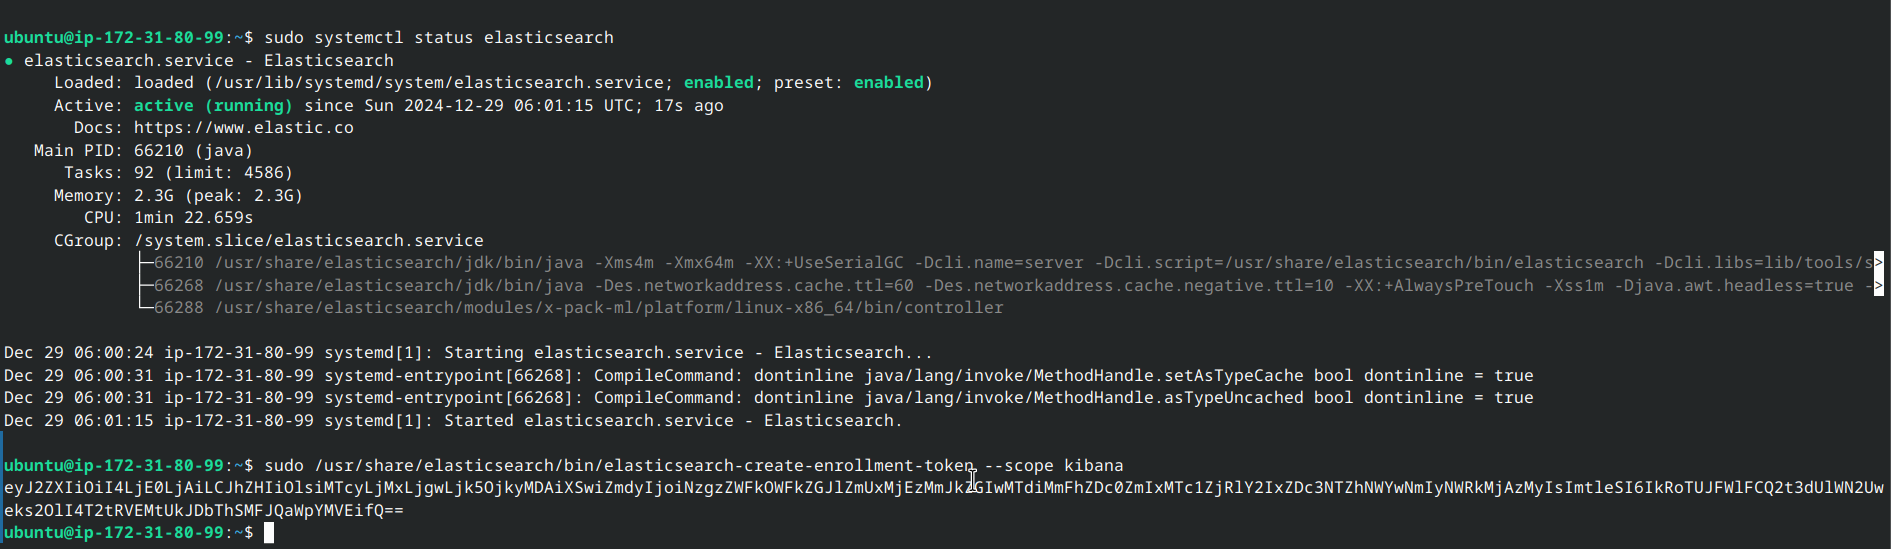 ubuntu@ip-172-31-80-99:~$ sudo systemctl status elasticsearch
● elasticsearch.service - Elasticsearch
Loaded: loaded (/usr/lib/systemd/system/elasticsearch.service; enabled; preset: enabled)
Active: active (running) since Sun 2024-12-29 06:01:15 UTC; 17s ago
Docs: https://www.elastic.co
Main PID: 66210 (java)
Tasks: 92 (limit: 4586)
Memory: 2.3G (peak: 2.3G)
CPU: 1min 22.659s
CGroup: /system.slice/elasticsearch.service
├─66210 /usr/share/elasticsearch/jdk/bin/java -Xms4m -Xmx64m -XX:+UseSerialGC -Dcli.name=server -Dcli.script=/usr/share/elasticsearch/bin/elasticsearch -Dcli.libs=lib/tools/s>
├─66268 /usr/share/elasticsearch/jdk/bin/java -Des.networkaddress.cache.ttl=60 -Des.networkaddress.cache.negative.ttl=10 -XX:+AlwaysPreTouch -Xss1m -Djava.awt.headless=true ->
└─66288 /usr/share/elasticsearch/modules/x-pack-ml/platform/linux-x86_64/bin/controller
Dec 29 06:00:24 ip-172-31-80-99 systemd[1]: Starting elasticsearch.service - Elasticsearch...
Dec 29 06:00:31 ip-172-31-80-99 systemd-entrypoint[66268]: CompileCommand: dontinline java/lang/invoke/MethodHandle.setAsTypeCache bool dontinline = true
Dec 29 06:00:31 ip-172-31-80-99 systemd-entrypoint[66268]: CompileCommand: dontinline java/lang/invoke/MethodHandle.asTypeUncached bool dontinline = true
Dec 29 06:01:15 ip-172-31-80-99 systemd[1]: Started elasticsearch.service - Elasticsearch.
ubuntu@ip-172-31-80-99:~$ sudo /usr/share/elasticsearch/bin/elasticsearch-create-enrollment-token --scope kibana
eks2OlI4T2tRVEMtUkJDbThSMFJQaWpYMVEifQ==
ubuntu@ip-172-31-80-99:~$